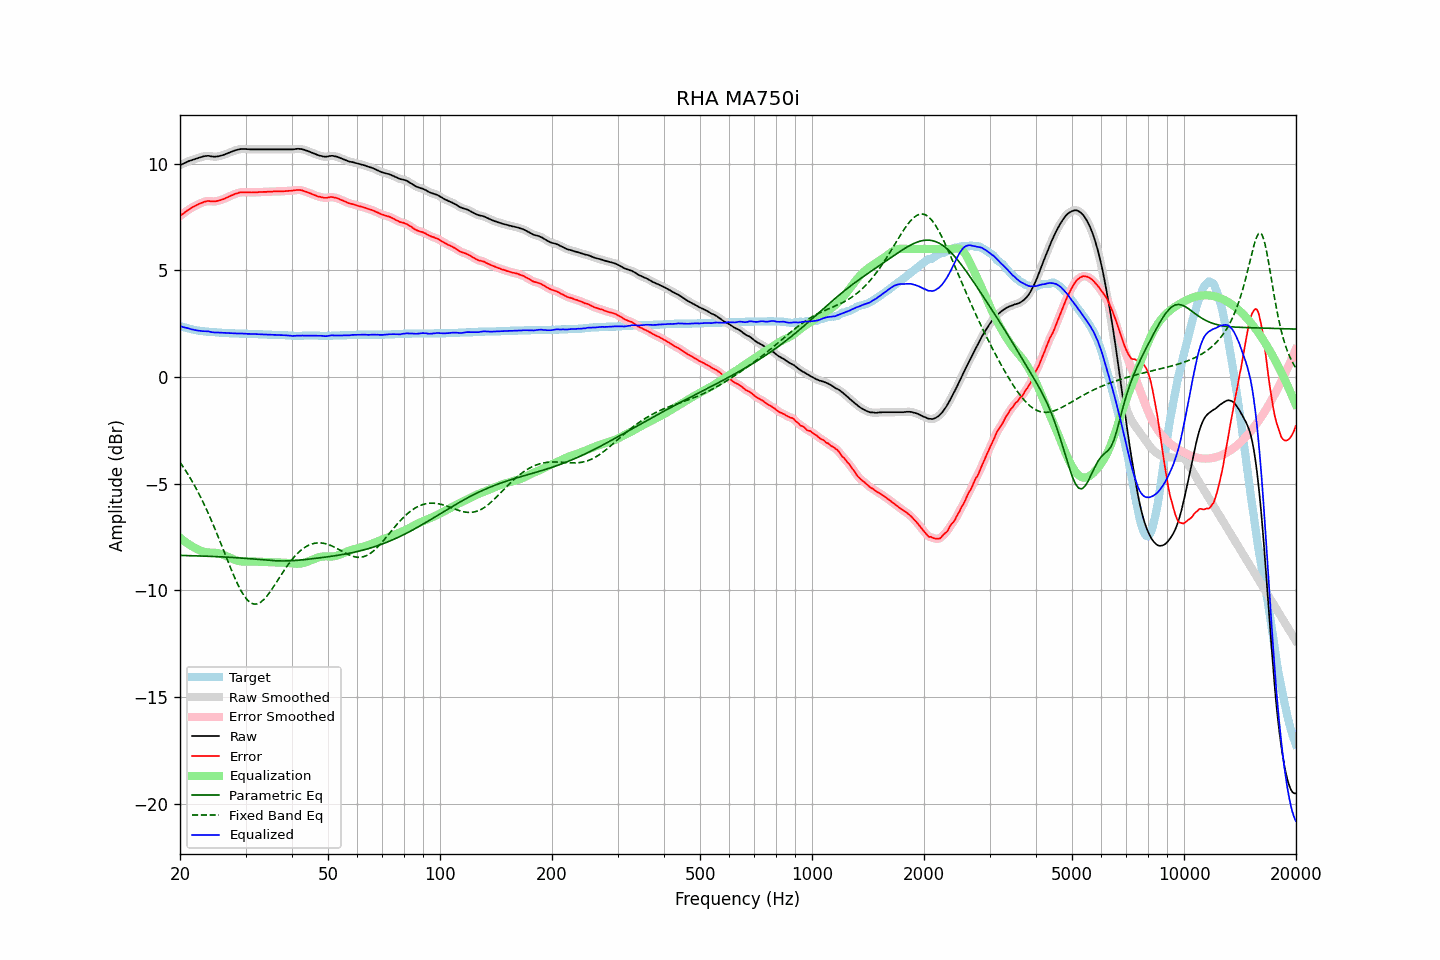 RHA MA750i
Amplitude (dBr)
10
5
0
−5
−10
−15
−20
Target
Raw Smoothed
Error Smoothed
Raw
Error
Equalization
Parametric Eq
Fixed Band Eq
Equalized
20 50 100 200 500 1000 2000 5000 10000 20000
Frequency (Hz)